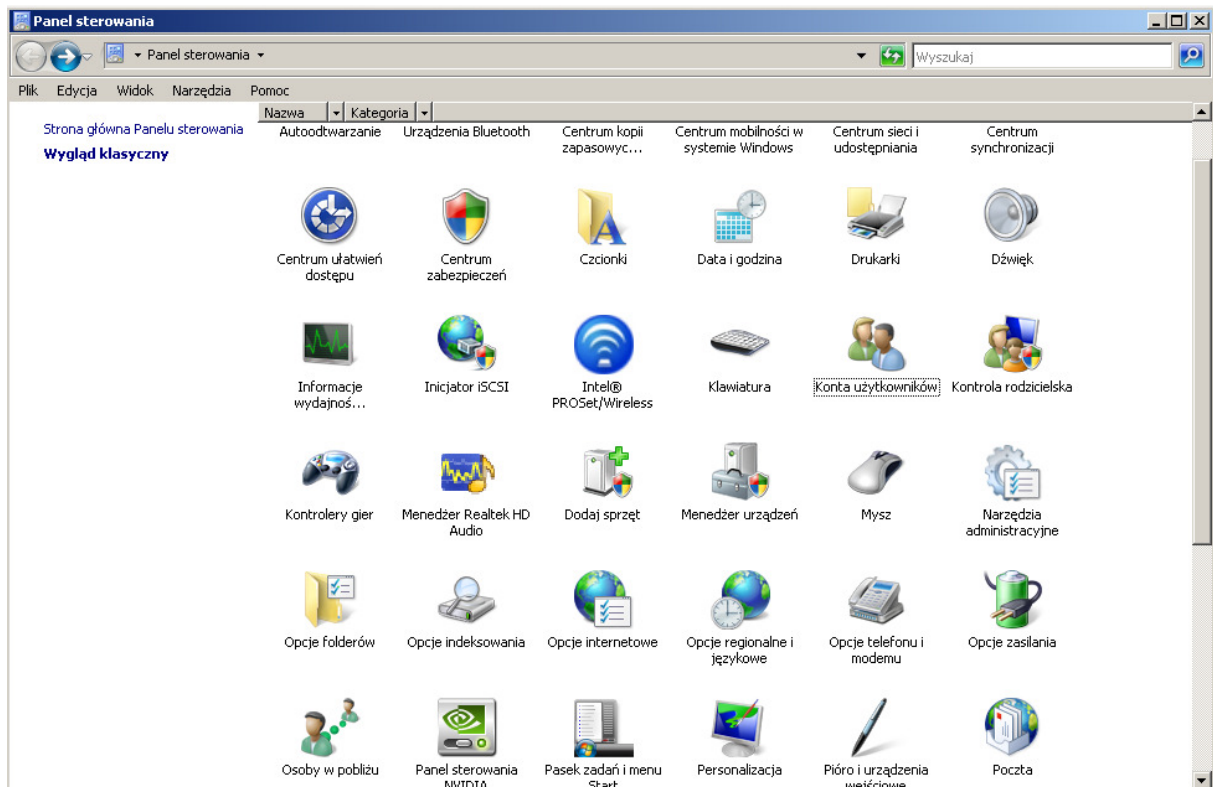 Panel sterowania
Panel sterowania
Wyszukaj
Plik Edycja Widok Narzędzia Pomoc
Nazwa Kategoria
Strona główna Panelu sterowania
Wygląd klasyczny
Autoodtwarzanie
Urządzenia Bluetooth
Centrum kopii
zapasowyc...
Centrum mobilności w
systemie Windows
Centrum sieci i
udostępniania
Centrum
synchronizacji
Centrum ułatwień
dostępu
Centrum
zabezpieczeń
Czcionki
Data i godzina
Drukarki
Dźwięk
Informacje
wydajnoś...
Inicjator iSCSI
Intel®
PROSet/Wireless
Klawiatura
Konta użytkowników
Kontrola rodzicielska
Kontrolery gier
Menedżer Realtek HD
Audio
Dodaj sprzęt
Menedżer urządzeń
Mysz
Narzędzia
administracyjne
Opcje folderów
Opcje indeksowania
Opcje internetowe
Opcje regionalne i
językowe
Opcje telefonu i
modemu
Opcje zasilania
Osoby w pobliżu
Panel sterowania
NVIDIA
Pasek zadań i menu
Start
Personalizacja
Pióro i urządzenia
wejściowe
Poczta